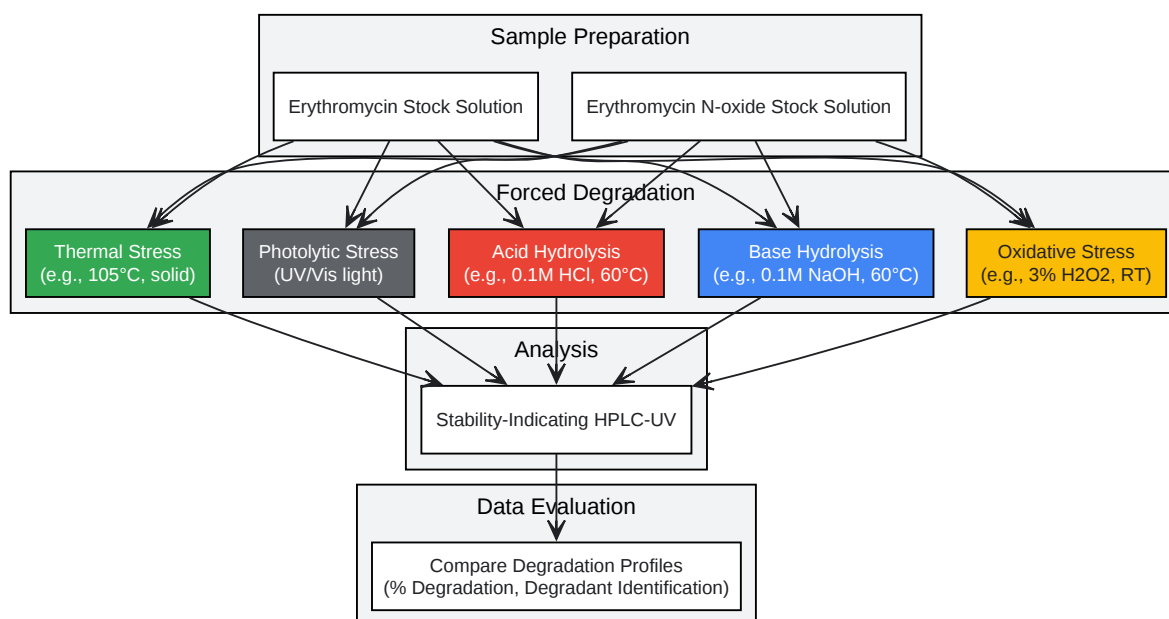 Sample Preparation
Erythromycin Stock Solution
Erythromycin N-oxide Stock Solution
Forced Degradation
Thermal Stress
(e.g., 105°C, solid)
Photolytic Stress
(UV/Vis light)
Acid Hydrolysis
(e.g., 0.1M HCl, 60°C)
Base Hydrolysis
(e.g., 0.1M NaOH, 60°C)
Oxidative Stress
(e.g., 3% H2O2, RT)
Analysis
Stability-Indicating HPLC-UV
Data Evaluation
Compare Degradation Profiles
(% Degradation, Degradant Identification)